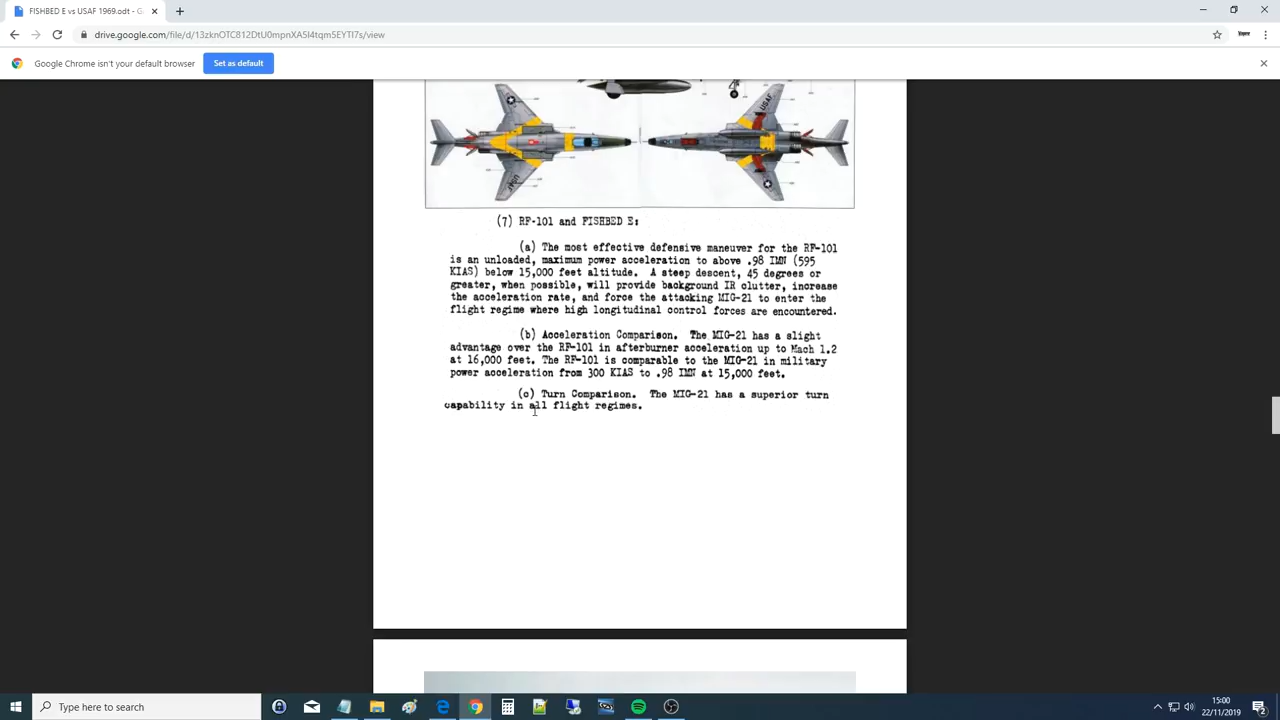 FISHBED E vs USAF 1969.odt - G
drive.google.com/file/d/13zknOTC812DtU0mpnXA5I4tqm5EYTI7s/view
Google Chrome isn't your default browser
Set as default
USAF
USAF
(7) RF-101 and FISHBED E:
(a) The most effective defensive maneuver for the RF-101
is an unloaded, maximum power acceleration to above .98 IMN (595
KIAS) below 15,000 feet altitude. A steep descent, 45 degrees or
greater, when possible, will provide background IR clutter, increase
the acceleration rate, and force the attacking MIG-21 to enter the
flight regime where high longitudinal control forces are encountered.
(b) Acceleration Comparison. The MIG-21 has a slight
advantage over the RF-101 in afterburner acceleration up to Mach 1.2
at 16,000 feet. The RF-101 is comparable to the MIG-21 in military
power acceleration from 300 KIAS to .98 IMN at 15,000 feet.
(c) Turn Comparison. The MIG-21 has a superior turn
capability in all flight regimes.
Type here to search
15:00
22/11/2019
2